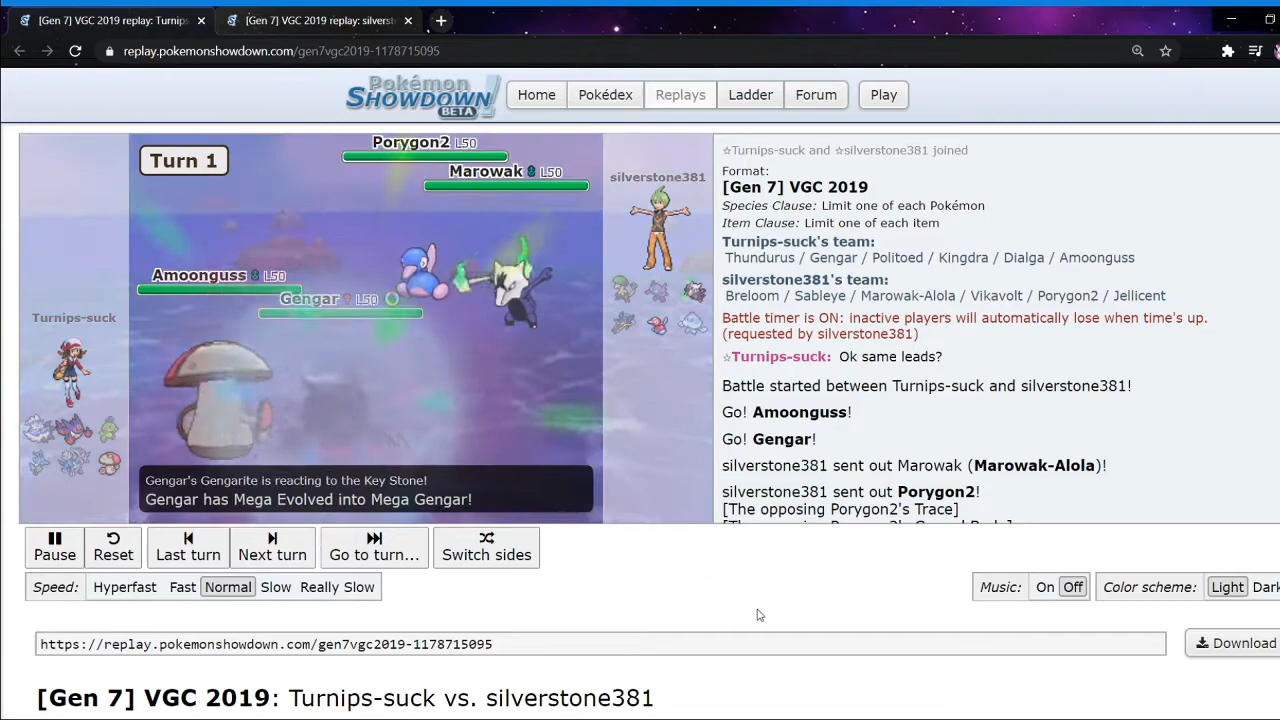 [Gen 7] VGC 2019 replay: Turnips
[Gen 7] VGC 2019 replay: silverst
replay.pokemonshowdown.com/gen7vgc2019-1178715095
Pokémon
SHOWDOWN!
BETA
Home
Pokédex
Replays
Ladder
Forum
Play
Turn 1
Porygon2 L50
Marowak L50
Amoonguss L50
Gengar L50
Turnips-suck
silverstone381
Gengar's Gengarite is reacting to the Key Stone!
Gengar has Mega Evolved into Mega Gengar!
☆Turnips-suck and ☆silverstone381 joined
Format:
[Gen 7] VGC 2019
Species Clause: Limit one of each Pokémon
Item Clause: Limit one of each item
Turnips-suck's team:
Thundurus / Gengar / Politoed / Kingdra / Dialga / Amoonguss
silverstone381's team:
Breloom / Sableye / Marowak-Alola / Vikavolt / Porygon2 / Jellicent
Battle timer is ON: inactive players will automatically lose when time's up.
(requested by silverstone381)
☆Turnips-suck: Ok same leads?
Battle started between Turnips-suck and silverstone381!
Go! Amoonguss!
Go! Gengar!
silverstone381 sent out Marowak (Marowak-Alola)!
silverstone381 sent out Porygon2!
[The opposing Porygon2's Trace]
Pause
Reset
Last turn
Next turn
Go to turn...
Switch sides
Speed: Hyperfast Fast Normal Slow Really Slow
Music: On Off
Color scheme: Light Dark
https://replay.pokemonshowdown.com/gen7vgc2019-1178715095
Download
[Gen 7] VGC 2019: Turnips-suck vs. silverstone381